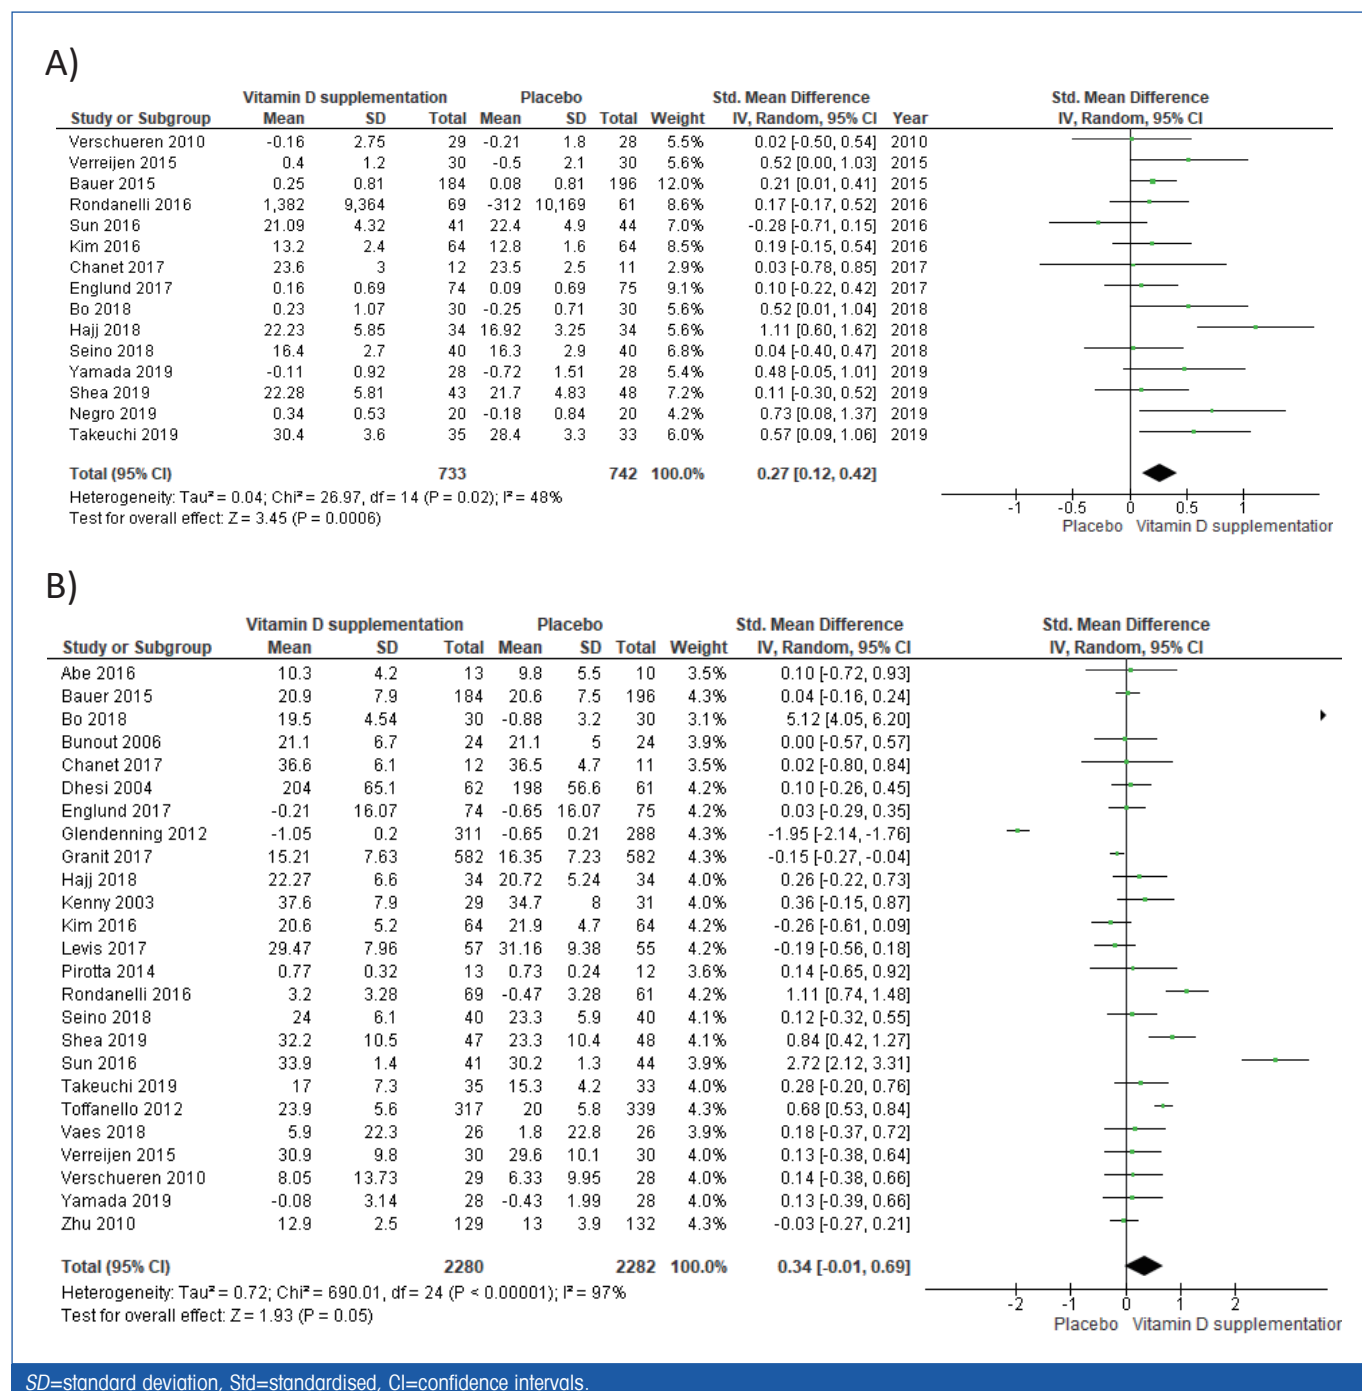 A)
Vitamin D supplementation Placebo Std. Mean Difference Std. Mean Difference
Study or Subgroup Mean SD Total Mean SD Total Weight IV, Random, 95% CI Year IV, Random, 95% CI
Verschueren 2010 -0.16 2.75 29 -0.21 1.8 28 5.5% 0.02 [-0.50, 0.54] 2010
Verreijen 2015 0.4 1.2 30 -0.5 2.1 30 5.6% 0.52 [0.00, 1.03] 2015
Bauer 2015 0.25 0.81 184 0.08 0.81 196 12.0% 0.21 [0.01, 0.41] 2015
Rondanelli 2016 1,382 9,364 69 -312 10,169 61 8.6% 0.17 [-0.17, 0.52] 2016
Sun 2016 21.09 4.32 41 22.4 4.9 44 7.0% -0.28 [-0.71, 0.15] 2016
Kim 2016 13.2 2.4 64 12.8 1.6 64 8.5% 0.19 [-0.15, 0.54] 2016
Chanet 2017 23.6 3 12 23.5 2.5 11 2.9% 0.03 [-0.78, 0.85] 2017
Englund 2017 0.16 0.69 74 0.09 0.69 75 9.1% 0.10 [-0.22, 0.42] 2017
Bo 2018 0.23 1.07 30 -0.25 0.71 30 5.5% 0.52 [0.01, 1.04] 2018
Hajj 2018 22.23 5.85 34 16.92 3.25 34 5.6% 1.11 [0.60, 1.62] 2018
Seino 2018 16.4 2.7 40 16.3 2.9 40 6.8% 0.04 [-0.40, 0.47] 2018
Yamada 2019 -0.11 0.92 28 -0.72 1.51 28 5.4% 0.48 [-0.05, 1.01] 2019
Shea 2019 22.28 5.81 43 21.7 4.83 48 7.2% 0.11 [-0.30, 0.52] 2019
Negro 2019 0.34 0.53 20 -0.18 0.84 20 4.2% 0.73 [0.08, 1.37] 2019
Takeuchi 2019 30.4 3.6 35 28.4 3.3 33 6.0% 0.57 [0.09, 1.06] 2019
Total (95% CI) 733 742 100.0% 0.27 [0.12, 0.42]
Heterogeneity: Tau² = 0.04; Chi² = 26.97, df = 14 (P = 0.02); I² = 48%
Test for overall effect: Z = 3.45 (P = 0.0006)
-1 -0.5 0 0.5 1
Placebo Vitamin D supplementation
B)
Vitamin D supplementation Placebo Std. Mean Difference Std. Mean Difference
Study or Subgroup Mean SD Total Mean SD Total Weight IV, Random, 95% CI IV, Random, 95% CI
Abe 2016 10.3 4.2 13 9.8 5.5 10 3.5% 0.10 [-0.72, 0.93]
Bauer 2015 20.9 7.9 184 20.6 7.5 196 4.3% 0.04 [-0.16, 0.24]
Bo 2018 19.5 4.54 30 -0.88 3.2 30 3.1% 5.12 [4.05, 6.20]
Bunout 2006 21.1 6.7 24 21.1 5 24 3.9% 0.00 [-0.57, 0.57]
Chanet 2017 36.6 6.1 12 36.5 4.7 11 3.5% 0.02 [-0.80, 0.84]
Dhesi 2004 204 65.1 62 198 56.6 61 4.2% 0.10 [-0.26, 0.45]
Englund 2017 -0.21 16.07 74 -0.65 16.07 75 4.2% 0.03 [-0.29, 0.35]
Glendenning 2012 -1.05 0.2 311 -0.65 0.21 288 4.3% -1.95 [-2.14, -1.76]
Granit 2017 15.21 7.63 582 16.35 7.23 582 4.3% -0.15 [-0.27, -0.04]
Hajj 2018 22.27 6.6 34 20.72 5.24 34 4.0% 0.26 [-0.22, 0.73]
Kenny 2003 37.6 7.9 29 34.7 8 31 4.0% 0.36 [-0.15, 0.87]
Kim 2016 20.6 5.2 64 21.9 4.7 64 4.2% -0.26 [-0.61, 0.09]
Levis 2017 29.47 7.96 57 31.16 9.38 55 4.2% -0.19 [-0.56, 0.18]
Pirotta 2014 0.77 0.32 13 0.73 0.24 12 3.6% 0.14 [-0.65, 0.92]
Rondanelli 2016 3.2 3.28 69 -0.47 3.28 61 4.2% 1.11 [0.74, 1.48]
Seino 2018 24 6.1 40 23.3 5.9 40 4.1% 0.12 [-0.32, 0.55]
Shea 2019 32.2 10.5 47 23.3 10.4 48 4.1% 0.84 [0.42, 1.27]
Sun 2016 33.9 1.4 41 30.2 1.3 44 3.9% 2.72 [2.12, 3.31]
Takeuchi 2019 17 7.3 35 15.3 4.2 33 4.0% 0.28 [-0.20, 0.76]
Toffanello 2012 23.9 5.6 317 20 5.8 339 4.3% 0.68 [0.53, 0.84]
Vaes 2018 5.9 22.3 26 1.8 22.8 26 3.9% 0.18 [-0.37, 0.72]
Verreijen 2015 30.9 9.8 30 29.6 10.1 30 4.0% 0.13 [-0.38, 0.64]
Verschueren 2010 8.05 13.73 29 6.33 9.95 28 4.0% 0.14 [-0.38, 0.66]
Yamada 2019 -0.08 3.14 28 -0.43 1.99 28 4.0% 0.13 [-0.39, 0.66]
Zhu 2010 12.9 2.5 129 13 3.9 132 4.3% -0.03 [-0.27, 0.21]
Total (95% CI) 2280 2282 100.0% 0.34 [-0.01, 0.69]
Heterogeneity: Tau² = 0.72; Chi² = 690.01, df = 24 (P < 0.00001); I² = 97%
Test for overall effect: Z = 1.93 (P = 0.05)
-2 -1 0 1 2
Placebo Vitamin D supplementation
SD=standard deviation, Std=standardised, CI=confidence intervals.